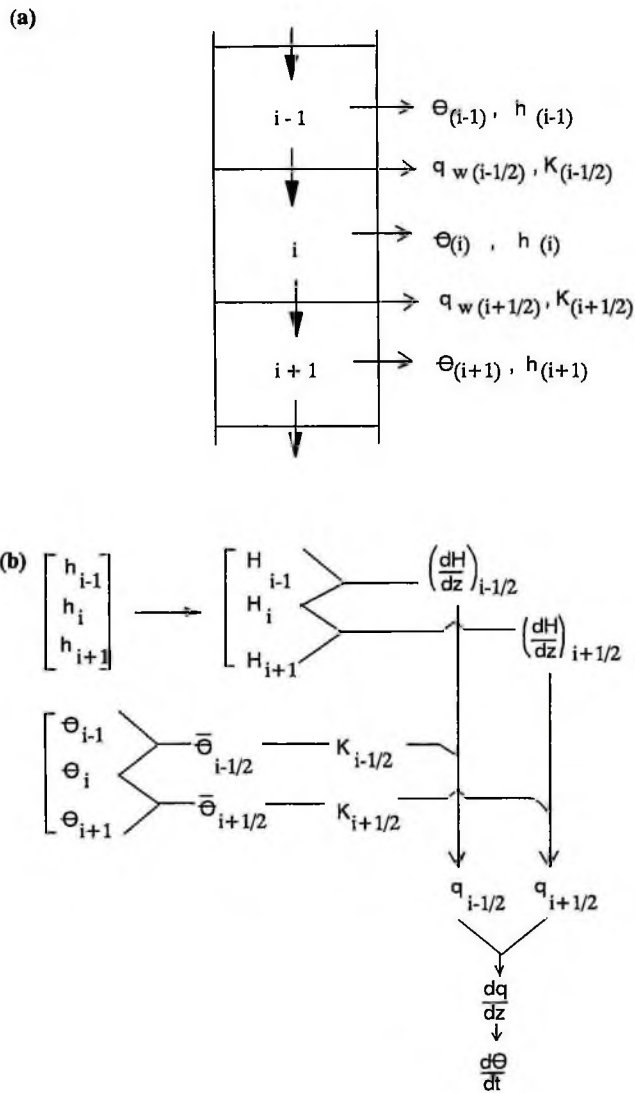 (a)
i-1 Θ(i-1) , h (i-1)
q w (i-1/2) , K(i-1/2)
i Θ(i) , h (i)
q w (i+1/2) , K(i+1/2)
i + 1 Θ(i+1) , h (i+1)
(b)
h i-1 H i-1 (dH/dz) i-1/2
h i H i
h i+1 H i+1 (dH/dz) i+1/2
Θ i-1 Θ̄ i-1/2 K i-1/2
Θ i
Θ i+1 Θ̄ i+1/2 K i+1/2
q i-1/2 q i+1/2
dq/dz
dΘ/dt